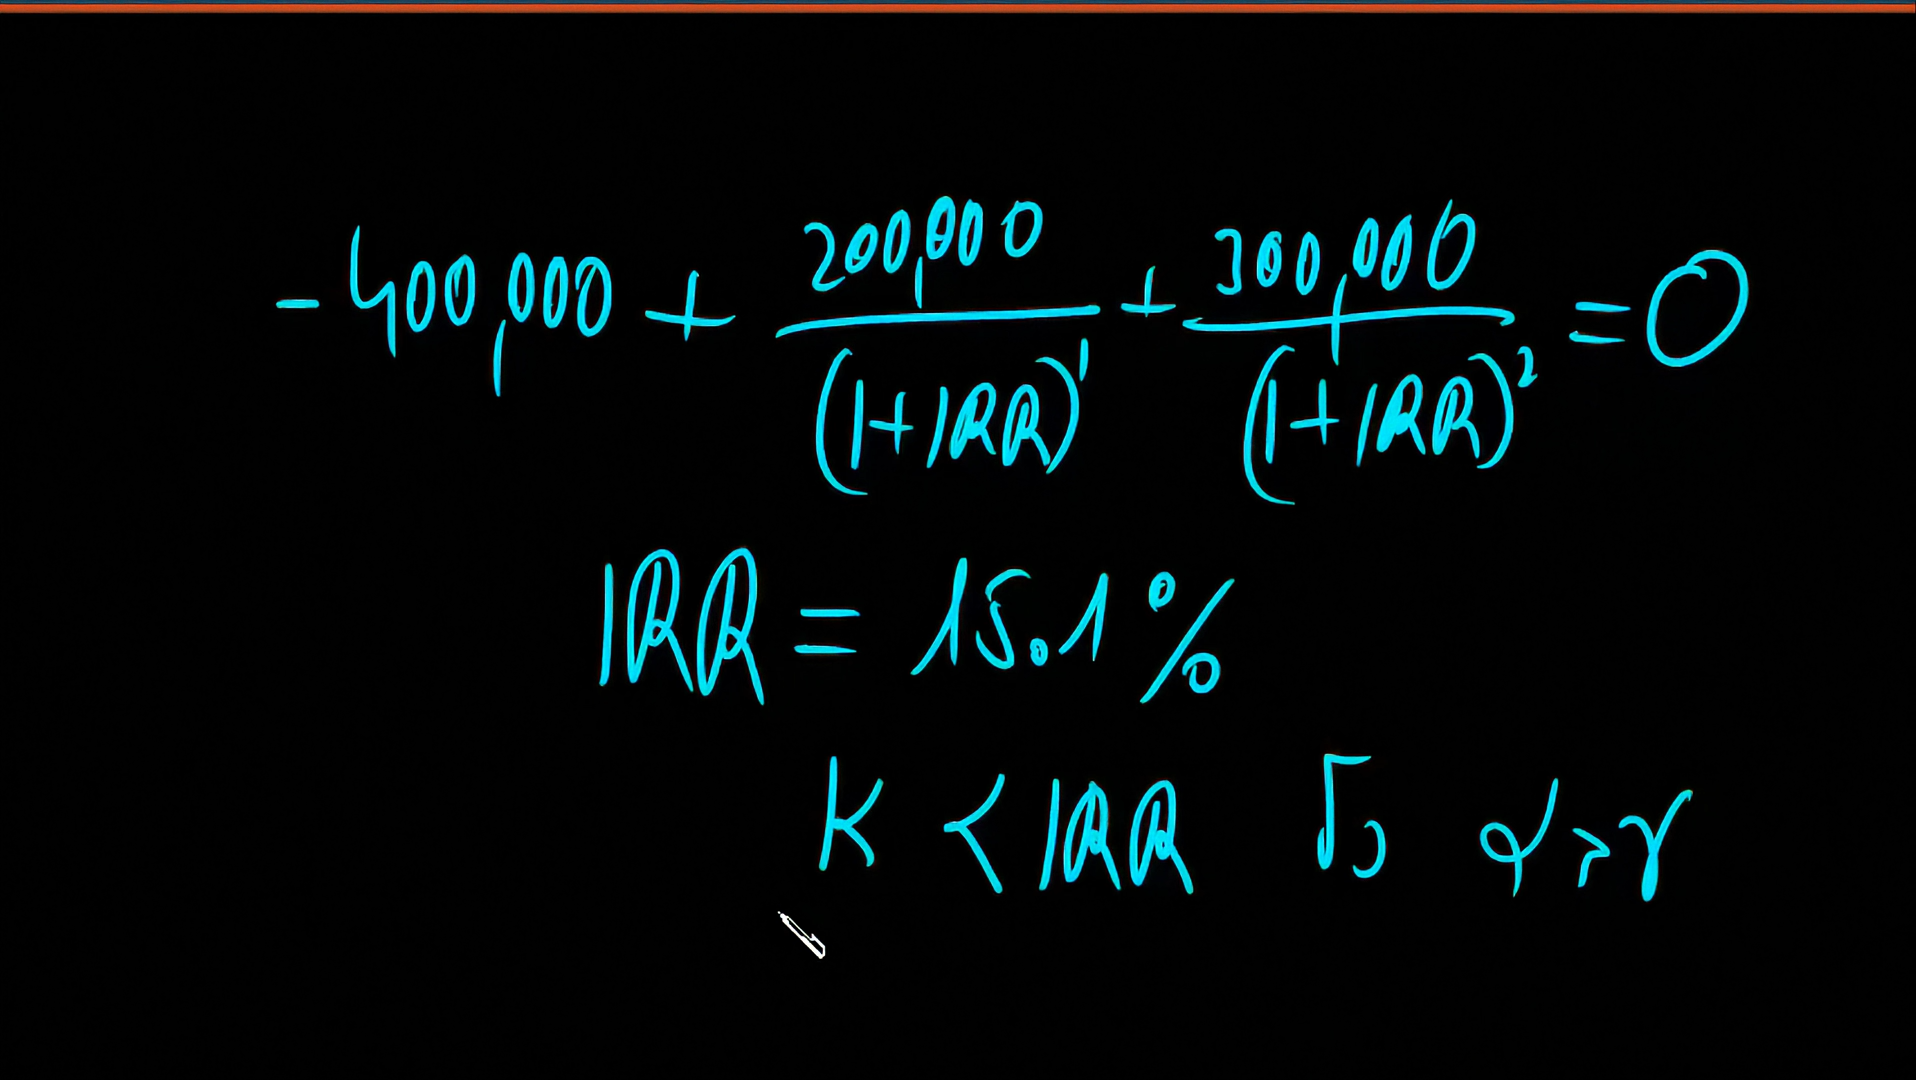 -400,000 + 200,000/(1+IRR)^1 + 300,000/(1+IRR)^2 = 0
IRR = 15.1%
K < IRR